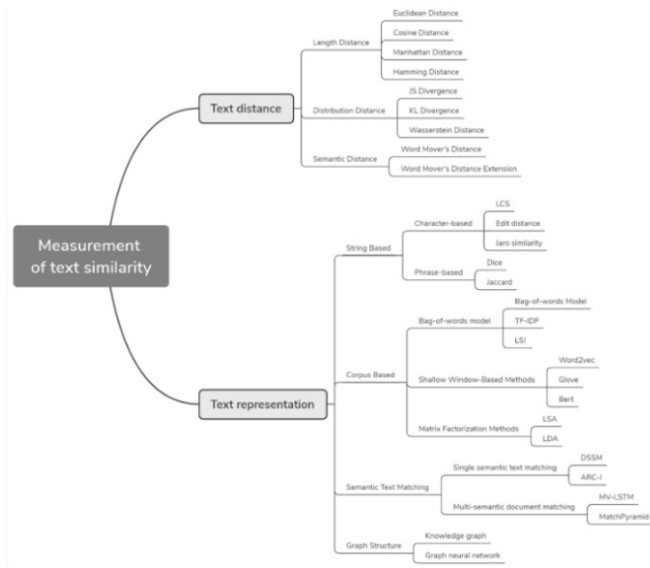 Measurement
of text similarity
Text distance
Length Distance
Euclidean Distance
Cosine Distance
Manhattan Distance
Hamming Distance
Distribution Distance
JS Divergence
KL Divergence
Wasserstein Distance
Semantic Distance
Word Mover's Distance
Word Mover's Distance Extension
Text representation
String Based
Character-based
LCS
Edit distance
Jaro similarity
Phrase-based
Dice
Jaccard
Corpus Based
Bag-of-words model
Bag-of-words Model
TF-IDF
LSI
Shallow Window-Based Methods
Word2vec
Glove
Bert
Matrix Factorization Methods
LSA
LDA
Semantic Text Matching
Single semantic text matching
DSSM
ARC-I
Multi-semantic document matching
MV-LSTM
MatchPyramid
Graph Structure
Knowledge graph
Graph neural network